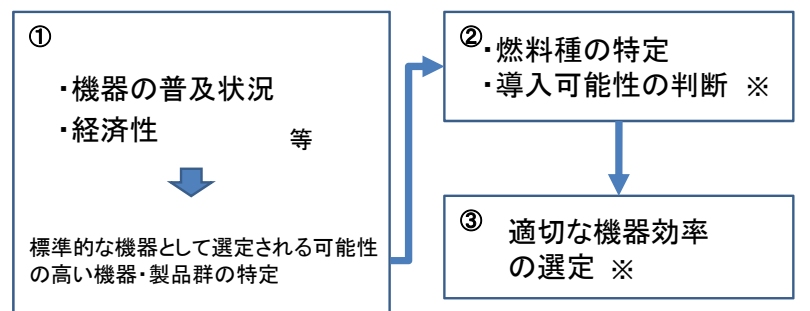 ①
・機器の普及状況
・経済性 等
標準的な機器として選定される可能性
の高い機器・製品群の特定
②
・燃料種の特定
・導入可能性の判断 ※
③
適切な機器効率
の選定 ※